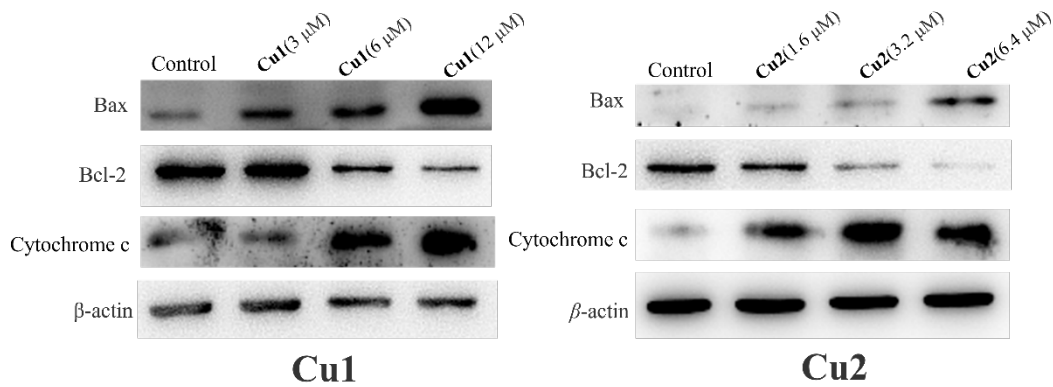 Control Cu1(3 μM) Cu1(6 μM) Cu1(12 μM)
Bax
Bcl-2
Cytochrome c
β-actin
Cu1
Control Cu2(1.6 μM) Cu2(3.2 μM) Cu2(6.4 μM)
Bax
Bcl-2
Cytochrome c
β-actin
Cu2